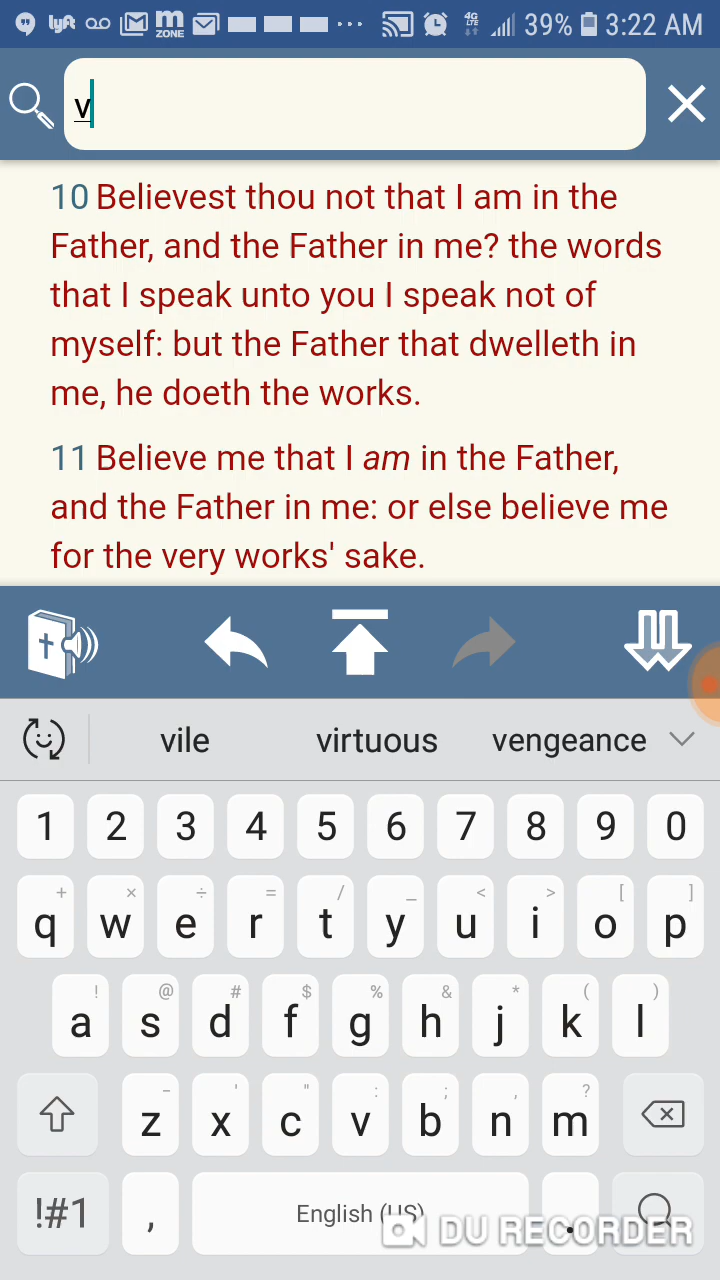 lyft m ZONE 4G LTE 39% 3:22 AM
v
10 Believest thou not that I am in the
Father, and the Father in me? the words
that I speak unto you I speak not of
myself: but the Father that dwelleth in
me, he doeth the works.
11 Believe me that I am in the Father,
and the Father in me: or else believe me
for the very works' sake.
vile virtuous vengeance
1 2 3 4 5 6 7 8 9 0
+ × ÷ = / _ < > [ ]
q w e r t y u i o p
! @ # $ % & * ( )
a s d f g h j k l
- ' " : ; , ?
z x c v b n m
!#1 , English (US) .
DU RECORDER